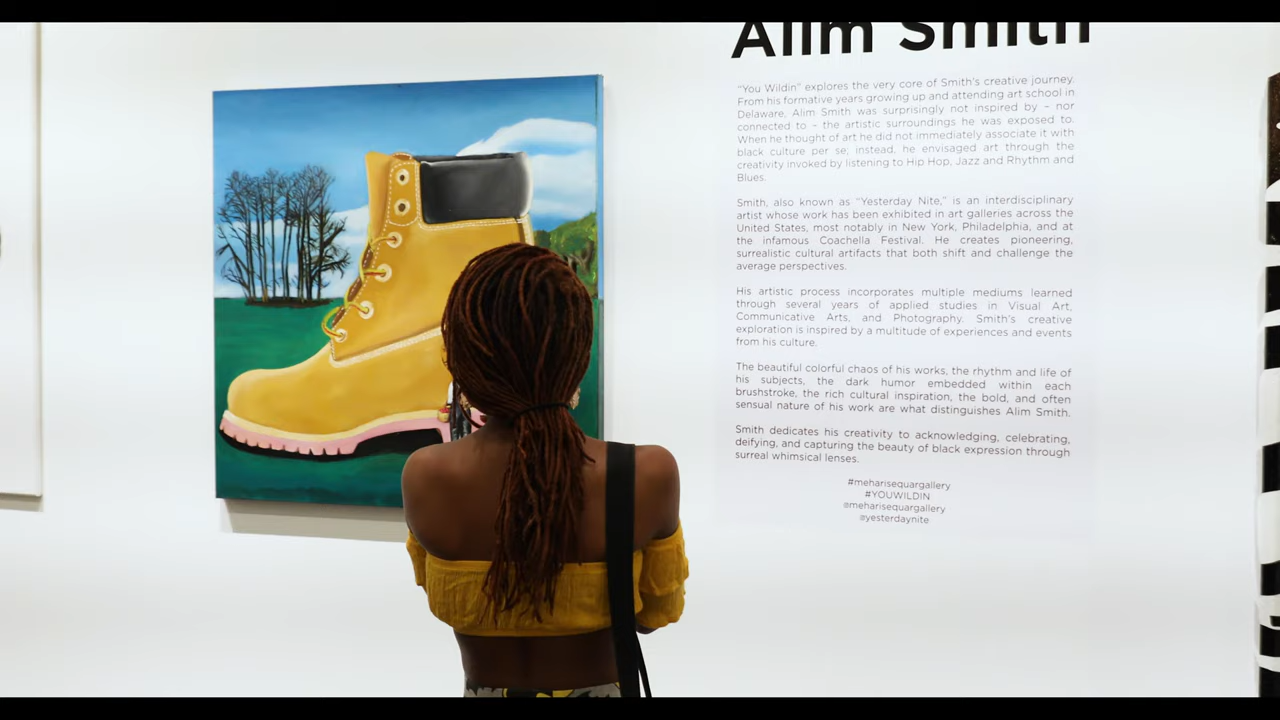 Alim Smith
“You Wildin” explores the very core of Smith’s creative journey.
From his formative years growing up and attending art school in
Delaware, Alim Smith was surprisingly not inspired by – nor
connected to – the artistic surroundings he was exposed to.
When he thought of art he did not immediately associate it with
black culture per se; instead, he envisaged art through the
creativity invoked by listening to Hip Hop, Jazz and Rhythm and
Blues.
Smith, also known as “Yesterday Nite,” is an interdisciplinary
artist whose work has been exhibited in art galleries across the
United States, most notably in New York, Philadelphia, and at
the infamous Coachella Festival. He creates pioneering,
surrealistic cultural artifacts that both shift and challenge the
average perspectives.
His artistic process incorporates multiple mediums learned
through several years of applied studies in Visual Art,
Communicative Arts, and Photography. Smith’s creative
exploration is inspired by a multitude of experiences and events
from his culture.
The beautiful colorful chaos of his works, the rhythm and life of
his subjects, the dark humor embedded within each
brushstroke, the rich cultural inspiration, the bold, and often
sensual nature of his work are what distinguishes Alim Smith.
Smith dedicates his creativity to acknowledging, celebrating,
deifying, and capturing the beauty of black expression through
surreal whimsical lenses.
#meharisequargallery
#YOUWILDIN
@meharisequargallery
@yesterdaynite